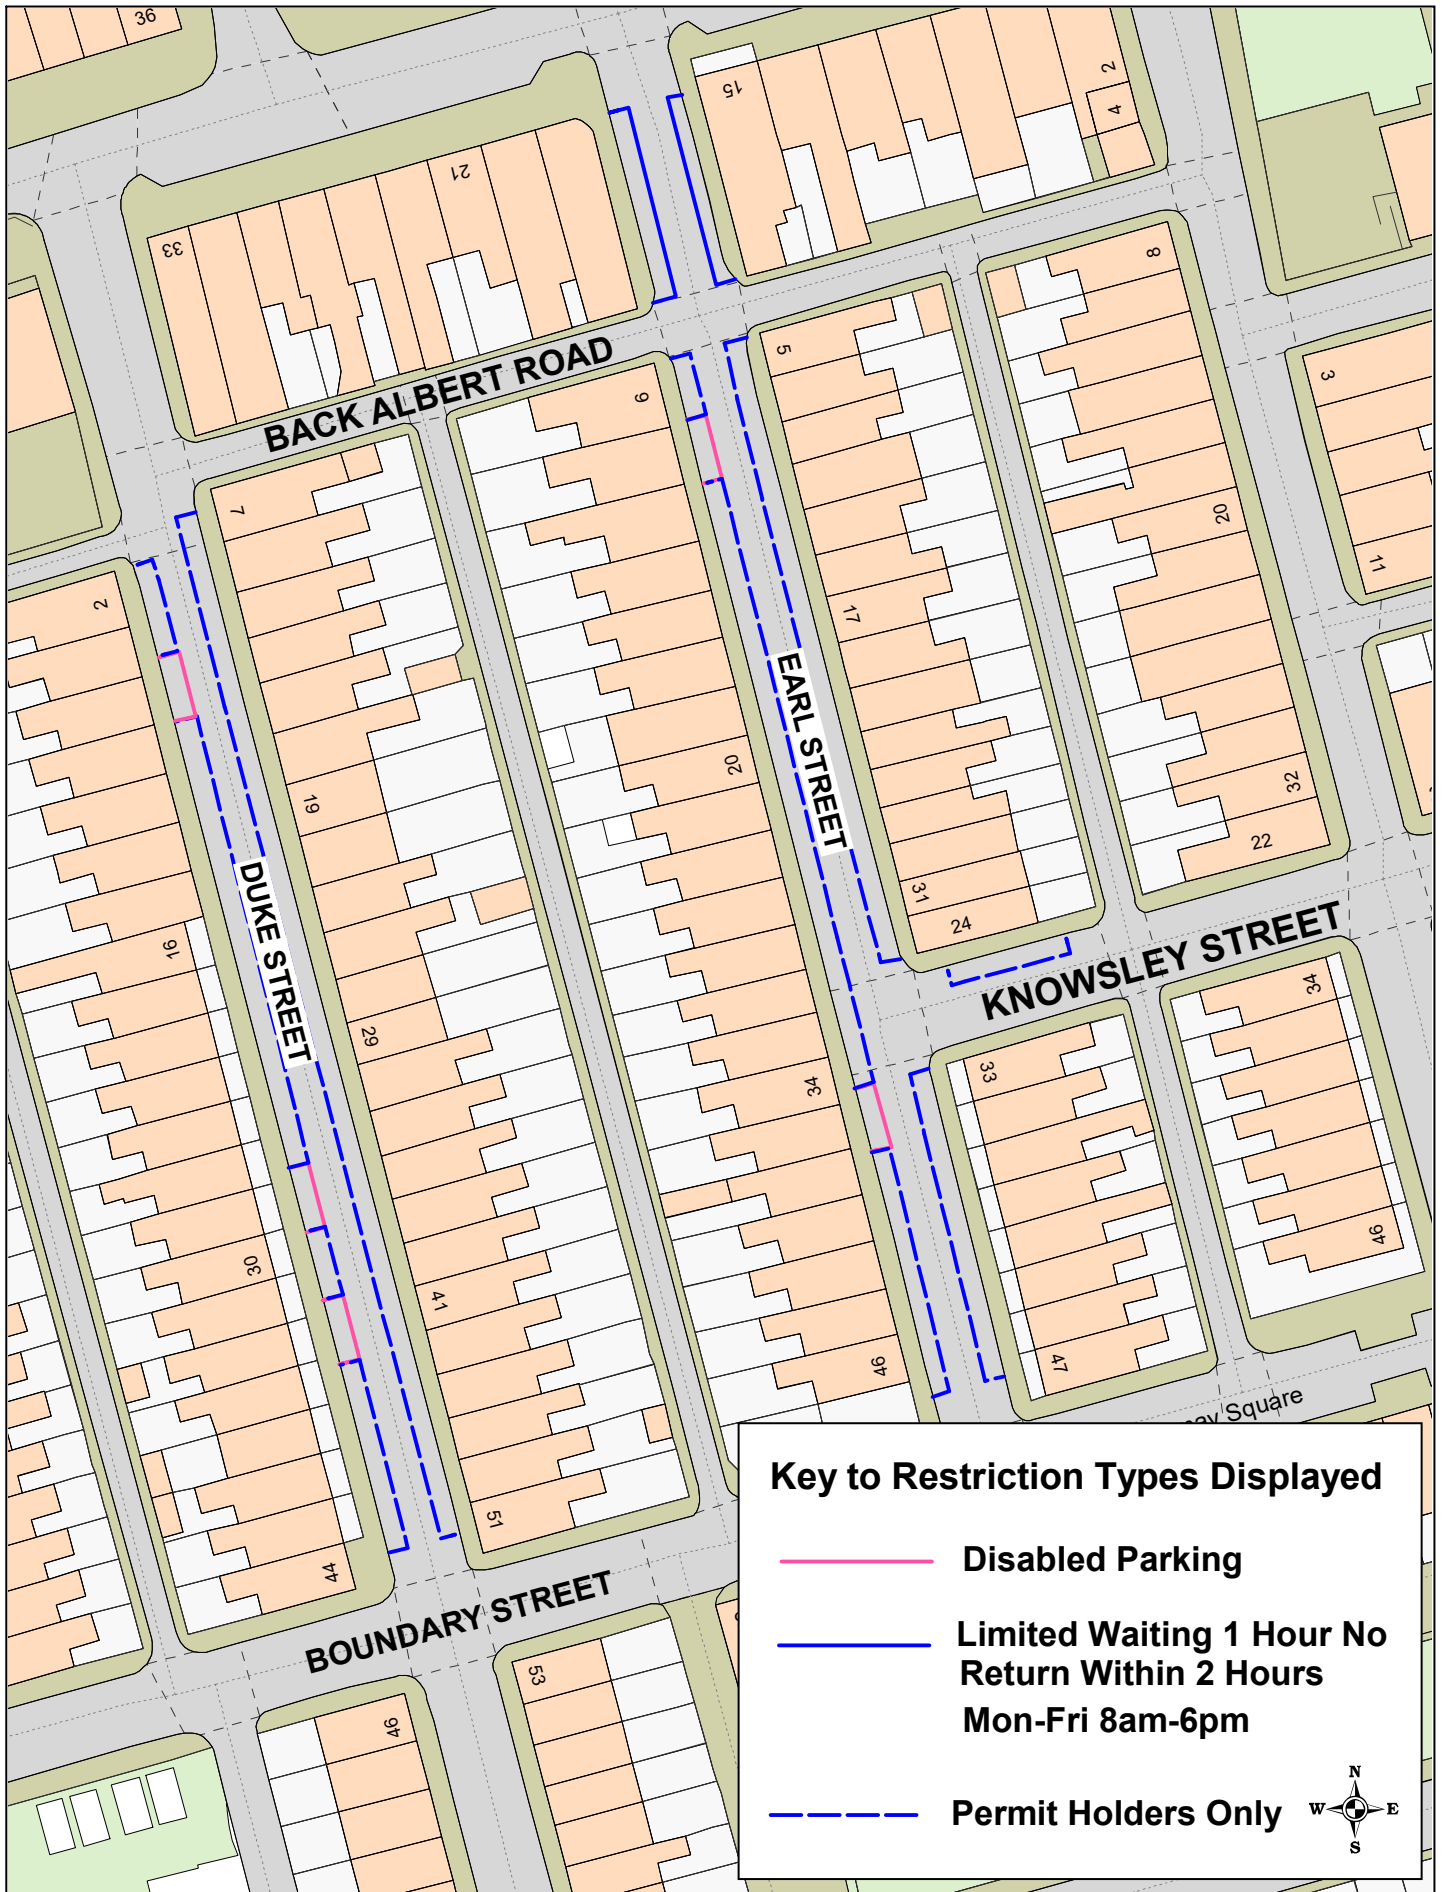 36
15
2
4
21
33
8
5
3
BACK ALBERT ROAD
9
7
20
11
2
17
EARL STREET
20
32
19
22
DUKE STREET
31
24
16
KNOWSLEY STREET
34
29
33
34
46
30
41
47
46
Square
Key to Restriction Types Displayed
51
Disabled Parking
44
BOUNDARY STREET
Limited Waiting 1 Hour No
Return Within 2 Hours
53
Mon-Fri 8am-6pm
46
N
W E
S
Permit Holders Only